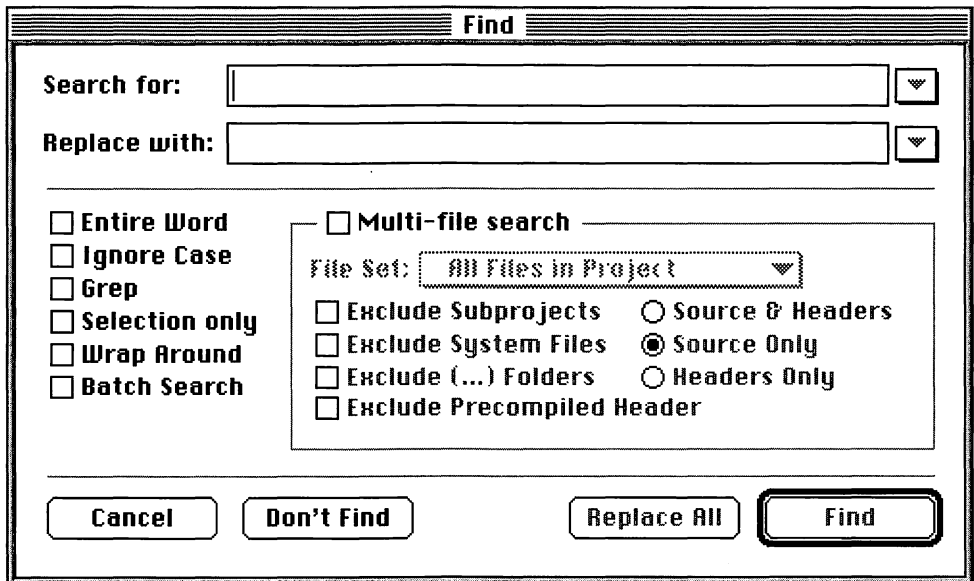 Find
Search for:
Replace with:
Entire Word
Ignore Case
Grep
Selection only
Wrap Around
Batch Search
Multi-file search
File Set: All Files in Project
Exclude Subprojects
Exclude System Files
Exclude (...) Folders
Exclude Precompiled Header
Source & Headers
Source Only
Headers Only
Cancel
Don't Find
Replace All
Find